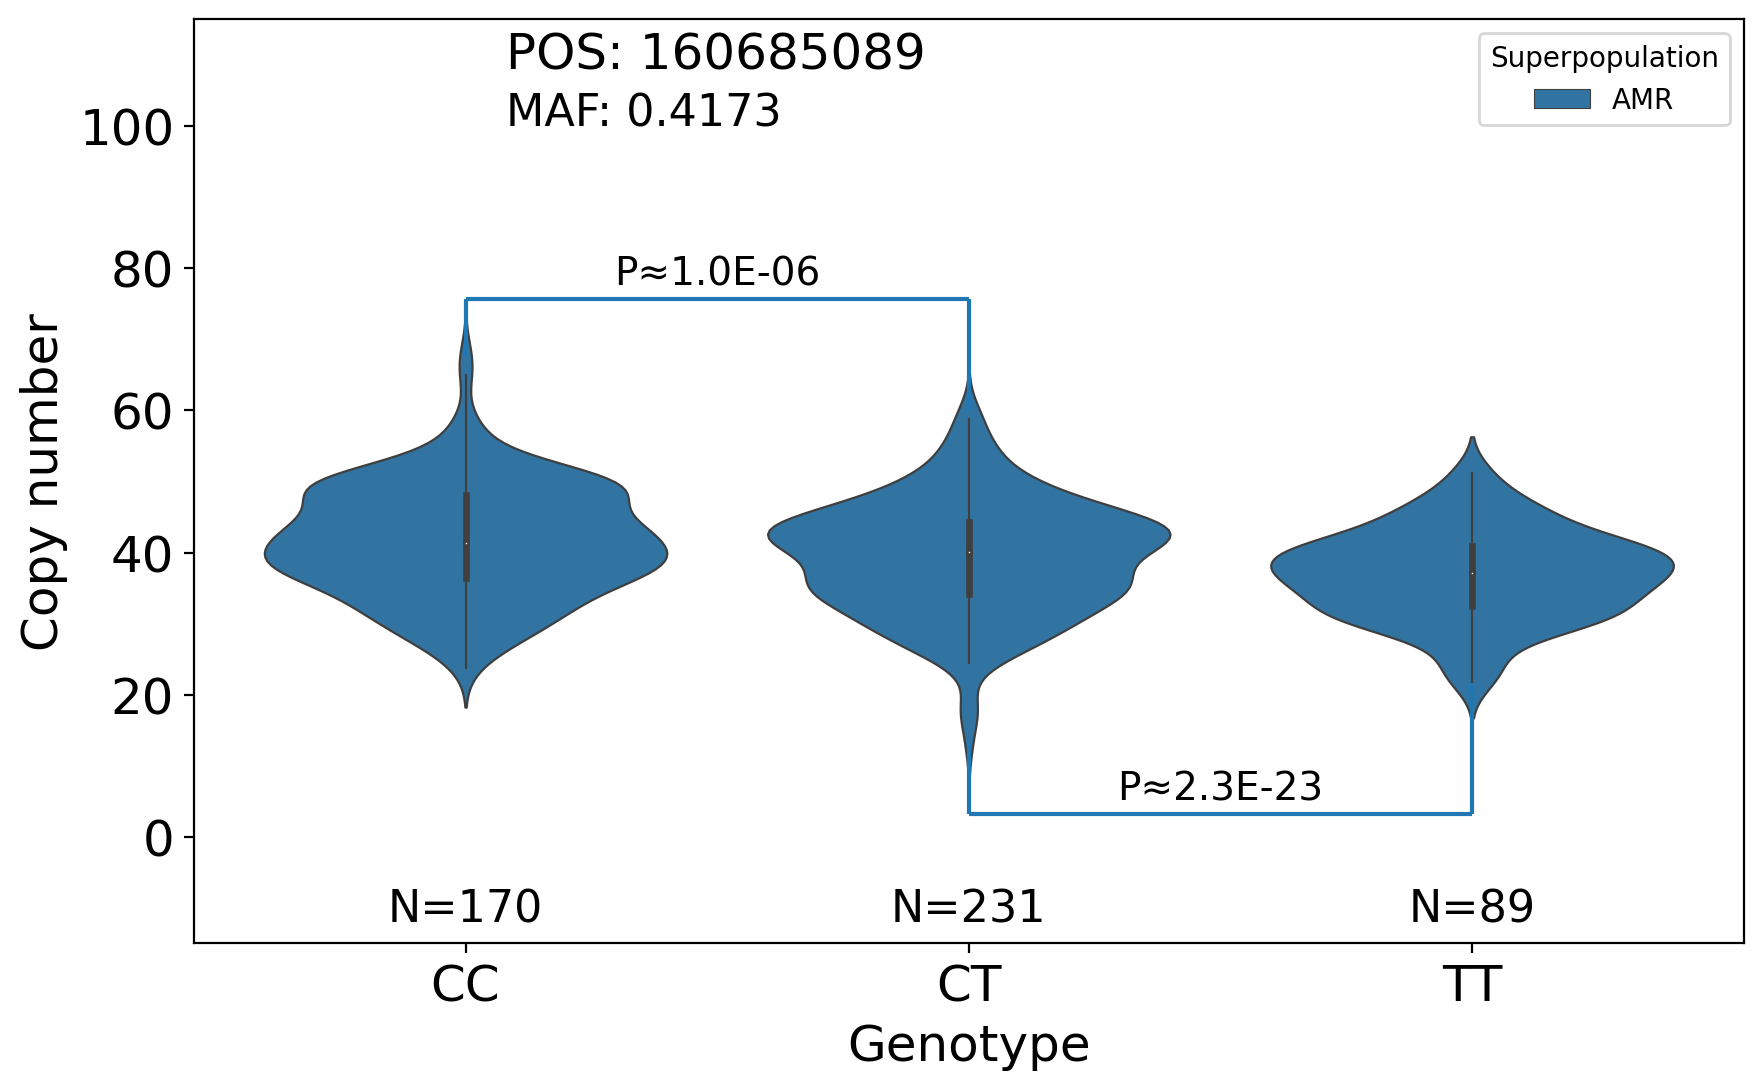 POS: 160685089
MAF: 0.4173
Superpopulation
AMR
100
80
60
40
20
0
Copy number
P≈1.0E-06
P≈2.3E-23
N=170
N=231
N=89
CC
CT
TT
Genotype